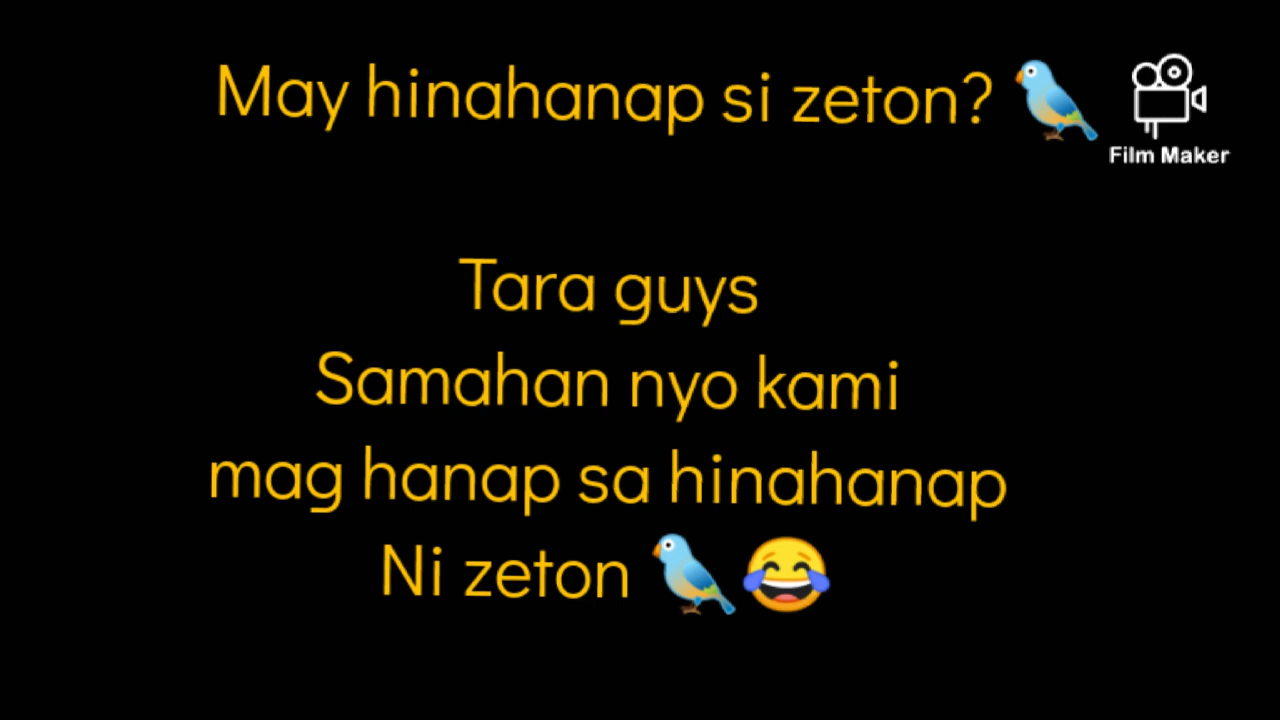 May hinahanap si zeton? 🐦
Film Maker
Tara guys
Samahan nyo kami
mag hanap sa hinahanap
Ni zeton 🐦😂